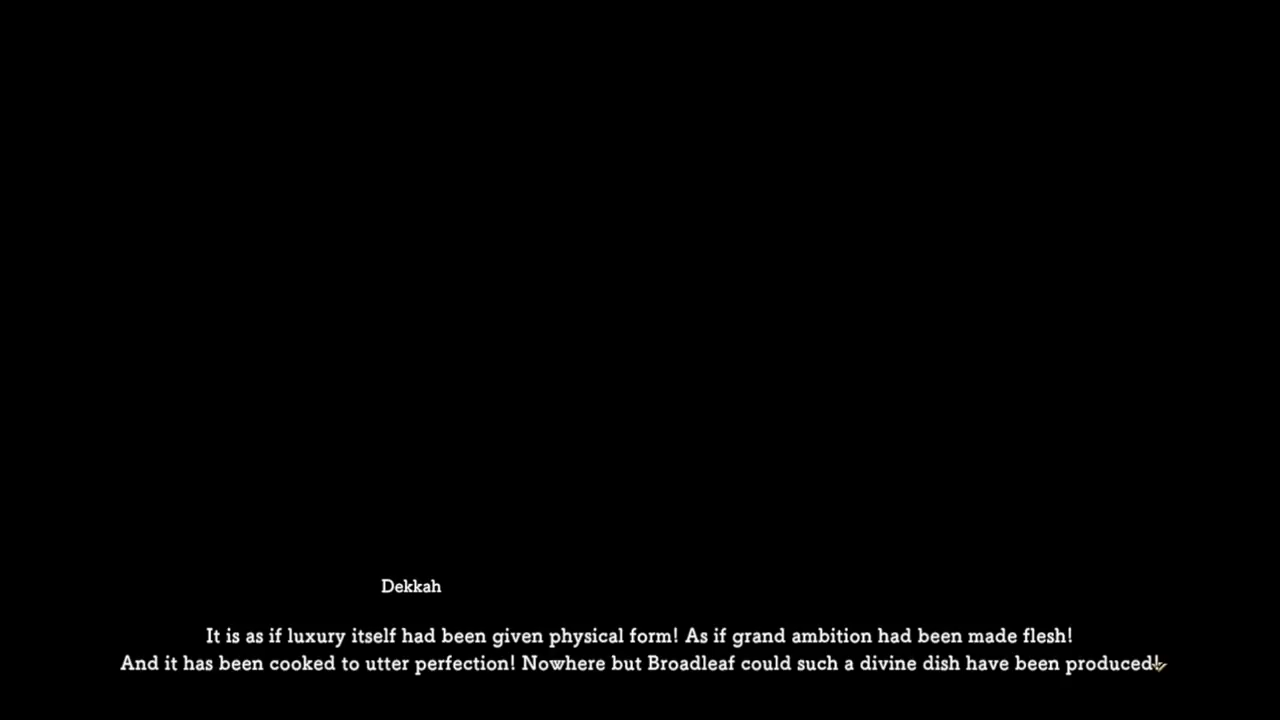 Dekkah
It is as if luxury itself had been given physical form! As if grand ambition had been made flesh!
And it has been cooked to utter perfection! Nowhere but Broadleaf could such a divine dish have been produced!